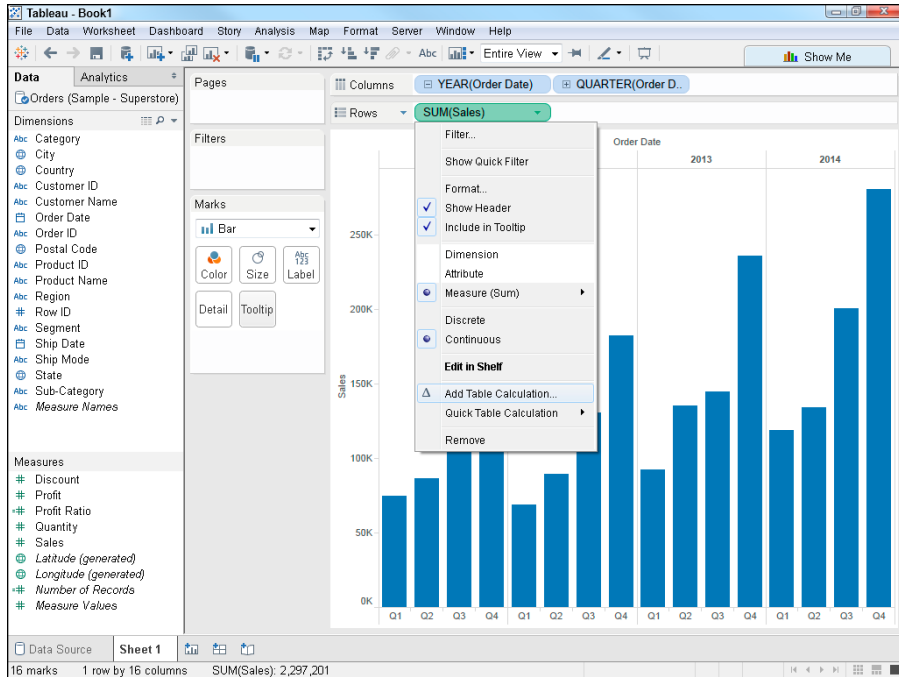 Tableau - Book1
File Data Worksheet Dashboard Story Analysis Map Format Server Window Help
Abc Entire View Show Me
Data Analytics
Orders (Sample - Superstore)
Dimensions
Abc Category
City
Country
Abc Customer ID
Abc Customer Name
Order Date
Abc Order ID
Postal Code
Abc Product ID
Abc Product Name
Abc Region
# Row ID
Abc Segment
Ship Date
Abc Ship Mode
State
Abc Sub-Category
Abc Measure Names
Measures
# Discount
# Profit
=# Profit Ratio
# Quantity
# Sales
Latitude (generated)
Longitude (generated)
=# Number of Records
# Measure Values
Pages
Filters
Marks
Bar
Abc
123
Color Size Label
Detail Tooltip
Columns YEAR(Order Date) QUARTER(Order D..
Rows SUM(Sales)
Filter...
Show Quick Filter
Format...
Show Header
Include in Tooltip
Dimension
Attribute
Measure (Sum)
Discrete
Continuous
Edit in Shelf
Δ Add Table Calculation...
Quick Table Calculation
Remove
Order Date
2013 2014
Sales
250K
200K
150K
100K
50K
0K
Q1 Q2 Q3 Q4 Q1 Q2 Q3 Q4 Q1 Q2 Q3 Q4 Q1 Q2 Q3 Q4
Data Source Sheet 1
16 marks 1 row by 16 columns SUM(Sales): 2,297,201